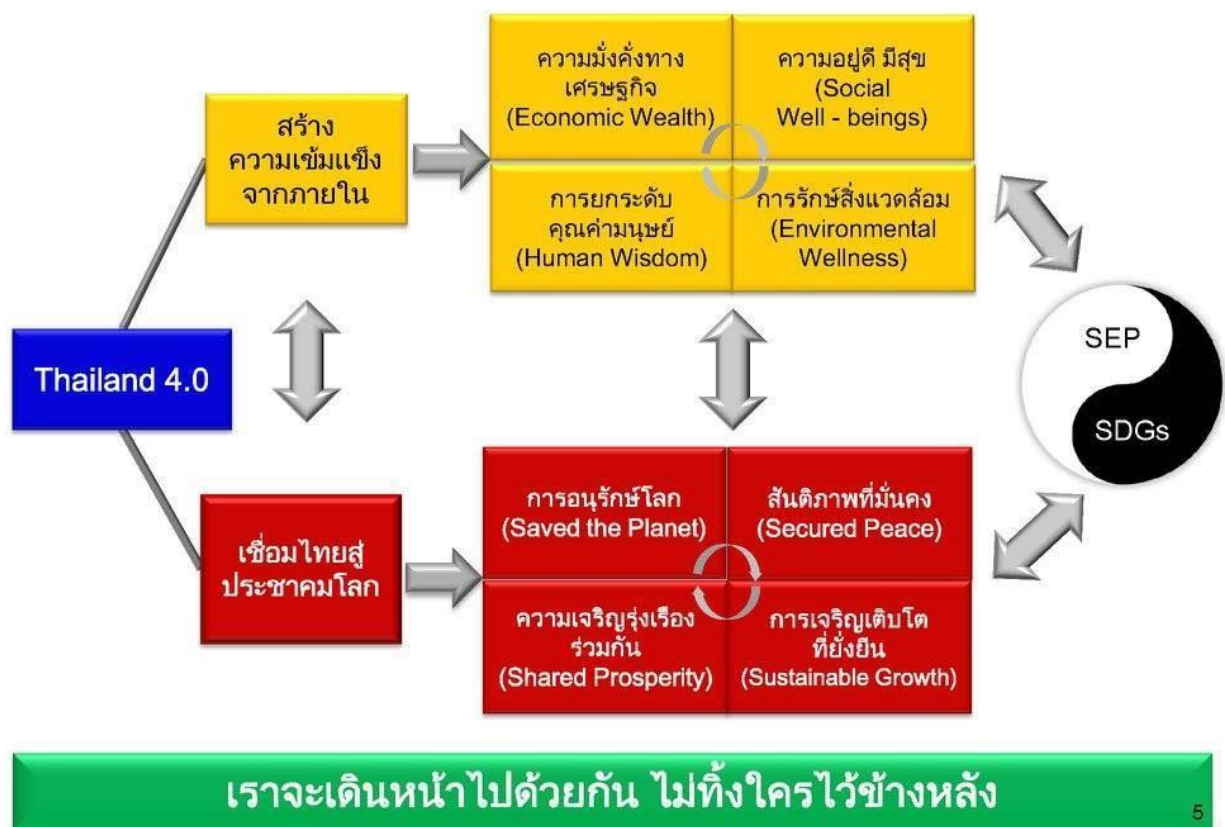 ความมั่งคั่งทาง
เศรษฐกิจ
(Economic Wealth)
ความอยู่ดี มีสุข
(Social
Well - beings)
สร้าง
ความเข้มแข็ง
จากภายใน
การยกระดับ
คุณค่ามนุษย์
(Human Wisdom)
การรักษ์สิ่งแวดล้อม
(Environmental
Wellness)
Thailand 4.0
SEP
SDGs
เชื่อมไทยสู่
ประชาคมโลก
การอนุรักษ์โลก
(Saved the Planet)
สันติภาพที่มั่นคง
(Secured Peace)
ความเจริญรุ่งเรือง
ร่วมกัน
(Shared Prosperity)
การเจริญเติบโต
ที่ยั่งยืน
(Sustainable Growth)
เราจะเดินหน้าไปด้วยกัน ไม่ทิ้งใครไว้ข้างหลัง
5